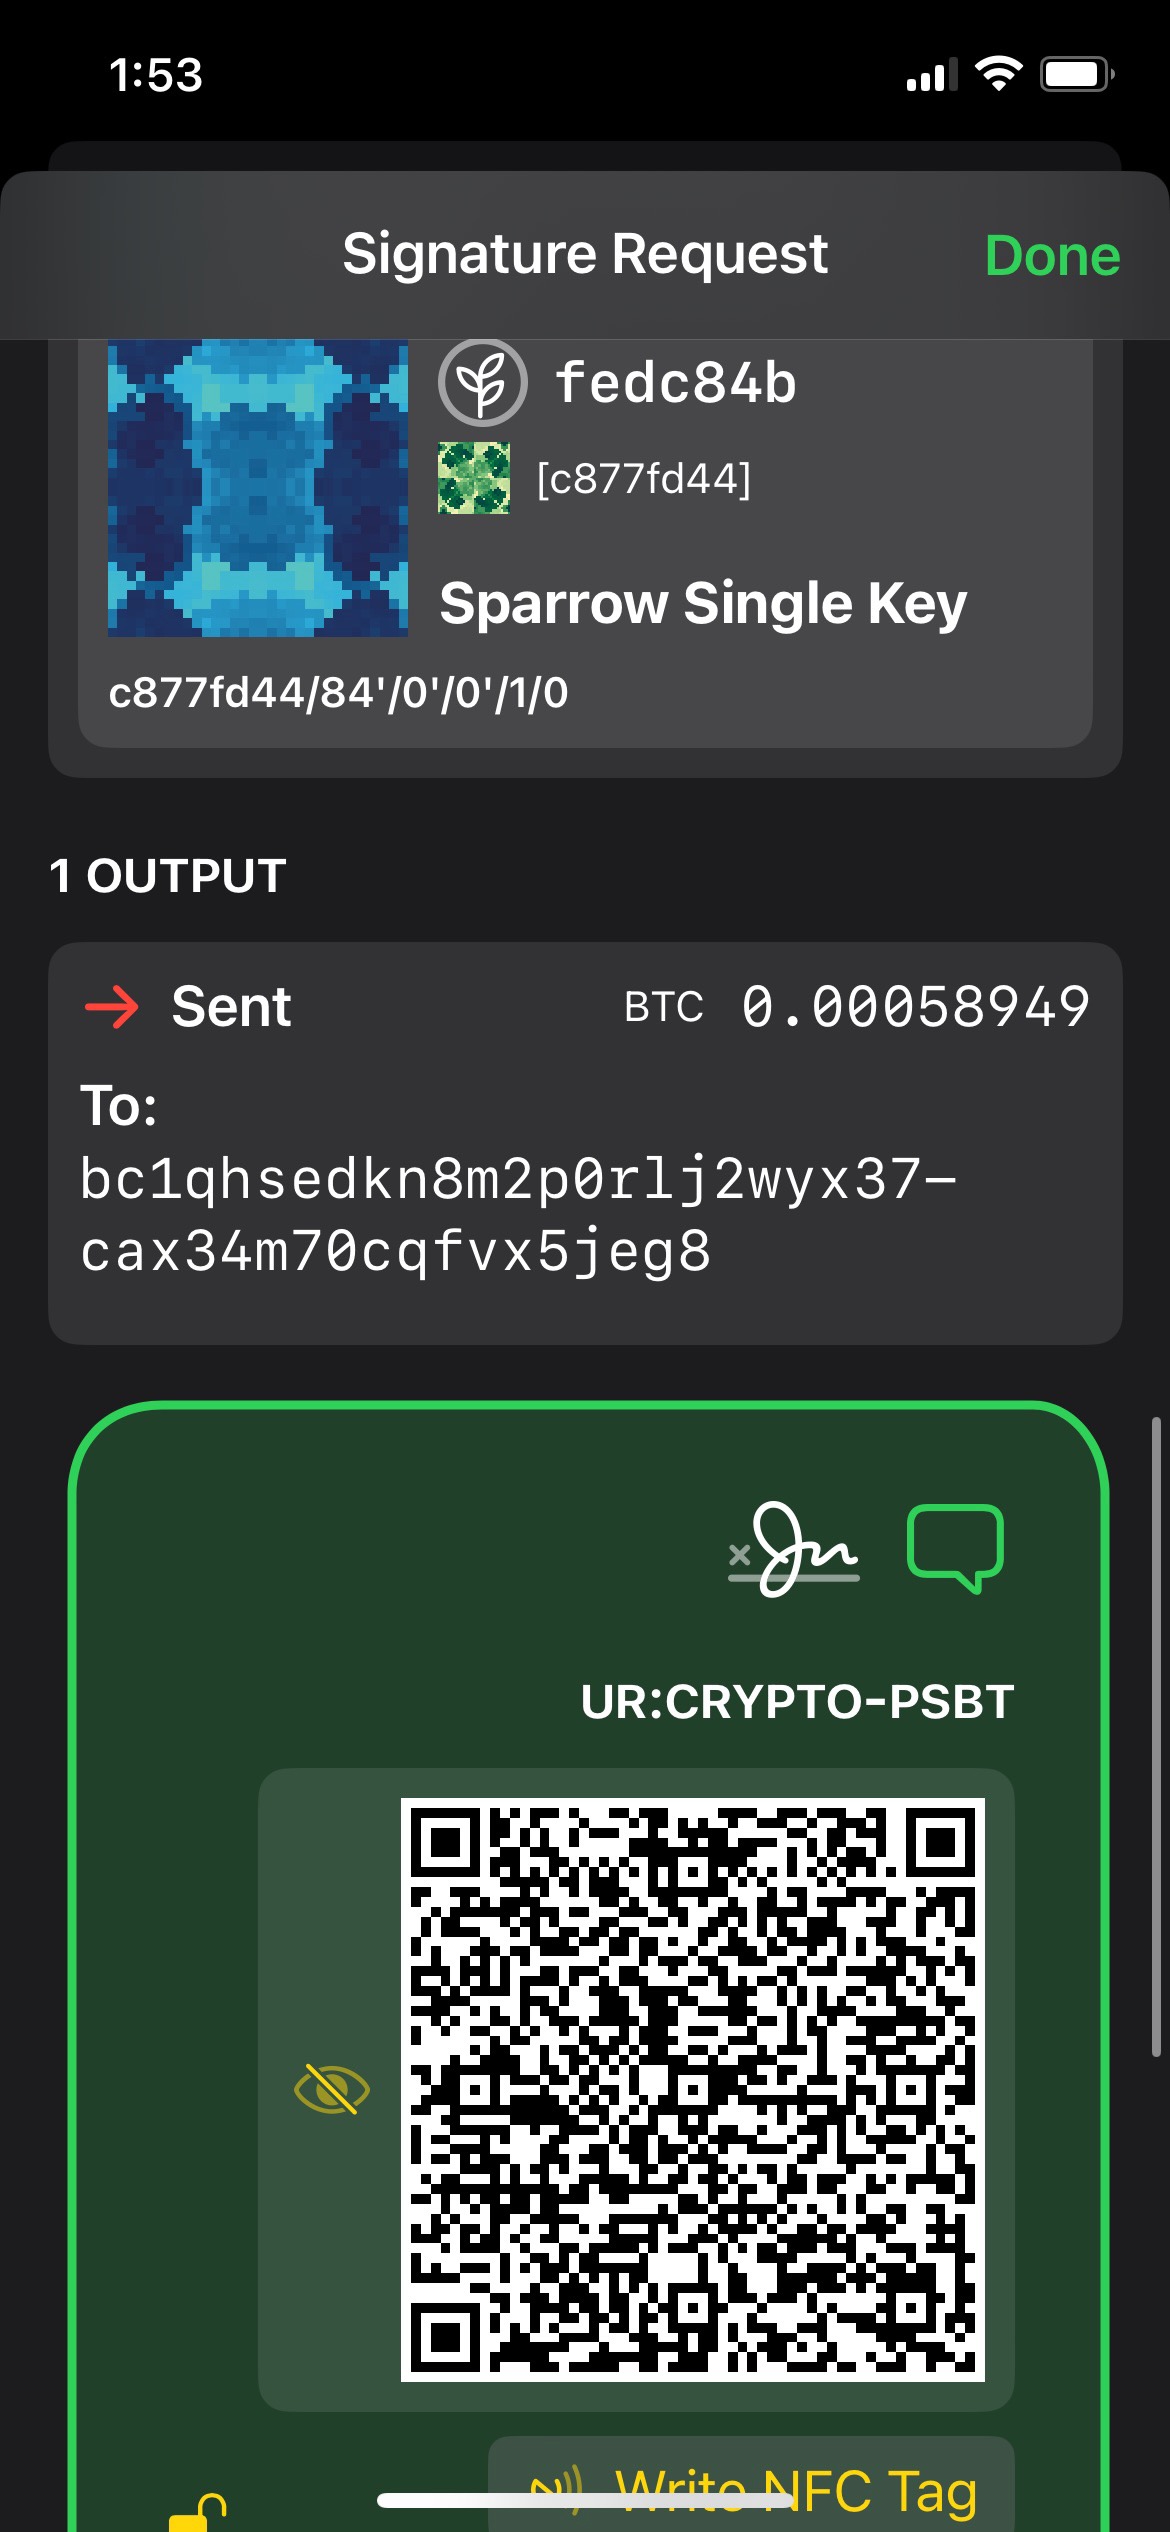 1:53
Signature Request
Done
fedc84b
[c877fd44]
Sparrow Single Key
c877fd44/84'/0'/0'/1/0
1 OUTPUT
Sent
BTC 0.00058949
To:
bc1qhsedkn8m2p0rlj2wyx37-
cax34m70cqfvx5jeg8
UR:CRYPTO-PSBT
Write NFC Tag